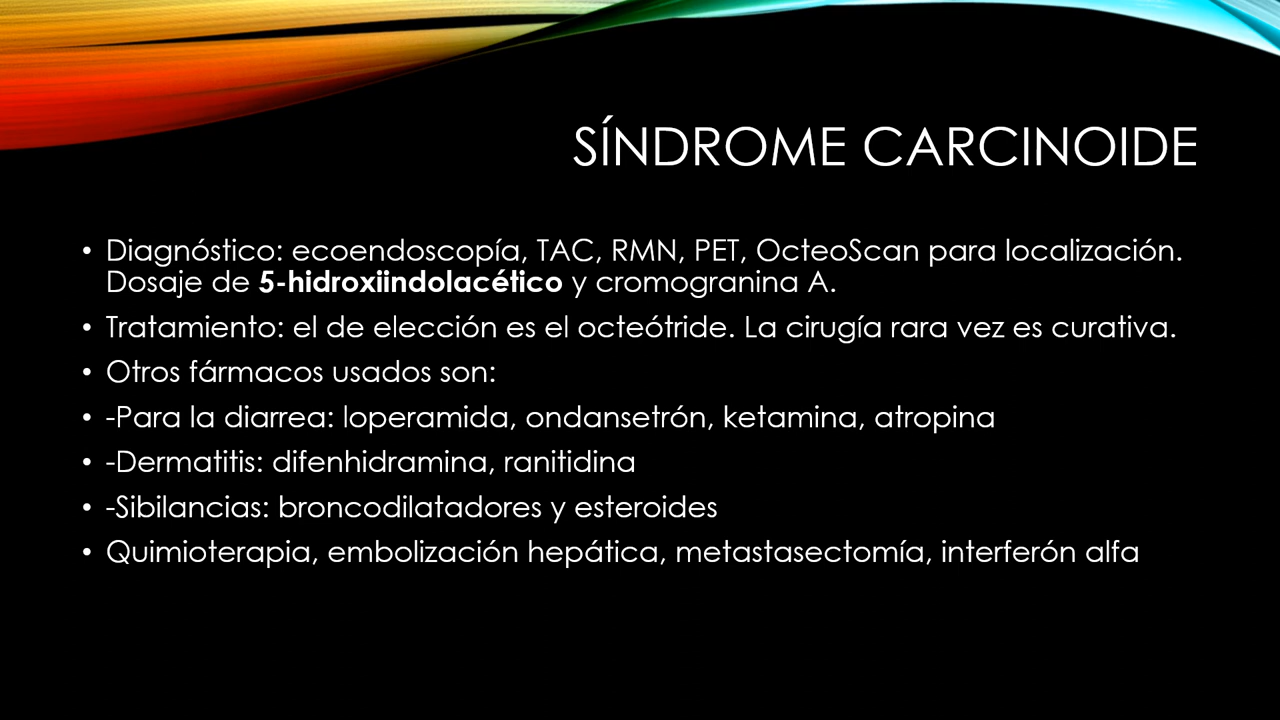 SÍNDROME CARCINOIDE
• Diagnóstico: ecoendoscopía, TAC, RMN, PET, OcteoScan para localización.
Dosaje de 5-hidroxiindolacético y cromogranina A.
• Tratamiento: el de elección es el octeótride. La cirugía rara vez es curativa.
• Otros fármacos usados son:
• -Para la diarrea: loperamida, ondansetrón, ketamina, atropina
• -Dermatitis: difenhidramina, ranitidina
• -Sibilancias: broncodilatadores y esteroides
• Quimioterapia, embolización hepática, metastasectomía, interferón alfa